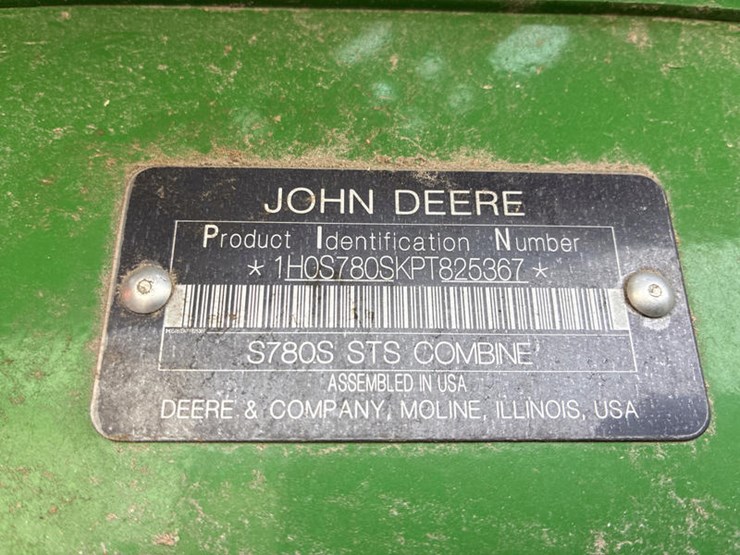 JOHN DEERE
Product Identification Number
*1H0S780SKPT825367*
S780S STS COMBINE
ASSEMBLED IN USA
DEERE & COMPANY, MOLINE, ILLINOIS, USA